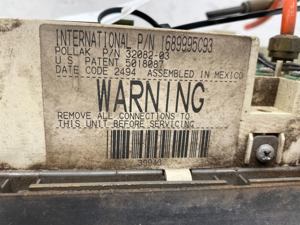 INTERNATIONAL P/N 1689995C93
POLLAK P/N 32082-03
U S PATENT 5018087
DATE CODE 2494 ASSEMBLED IN MEXICO
WARNING
REMOVE ALL CONNECTIONS TO
THIS UNIT BEFORE SERVICING